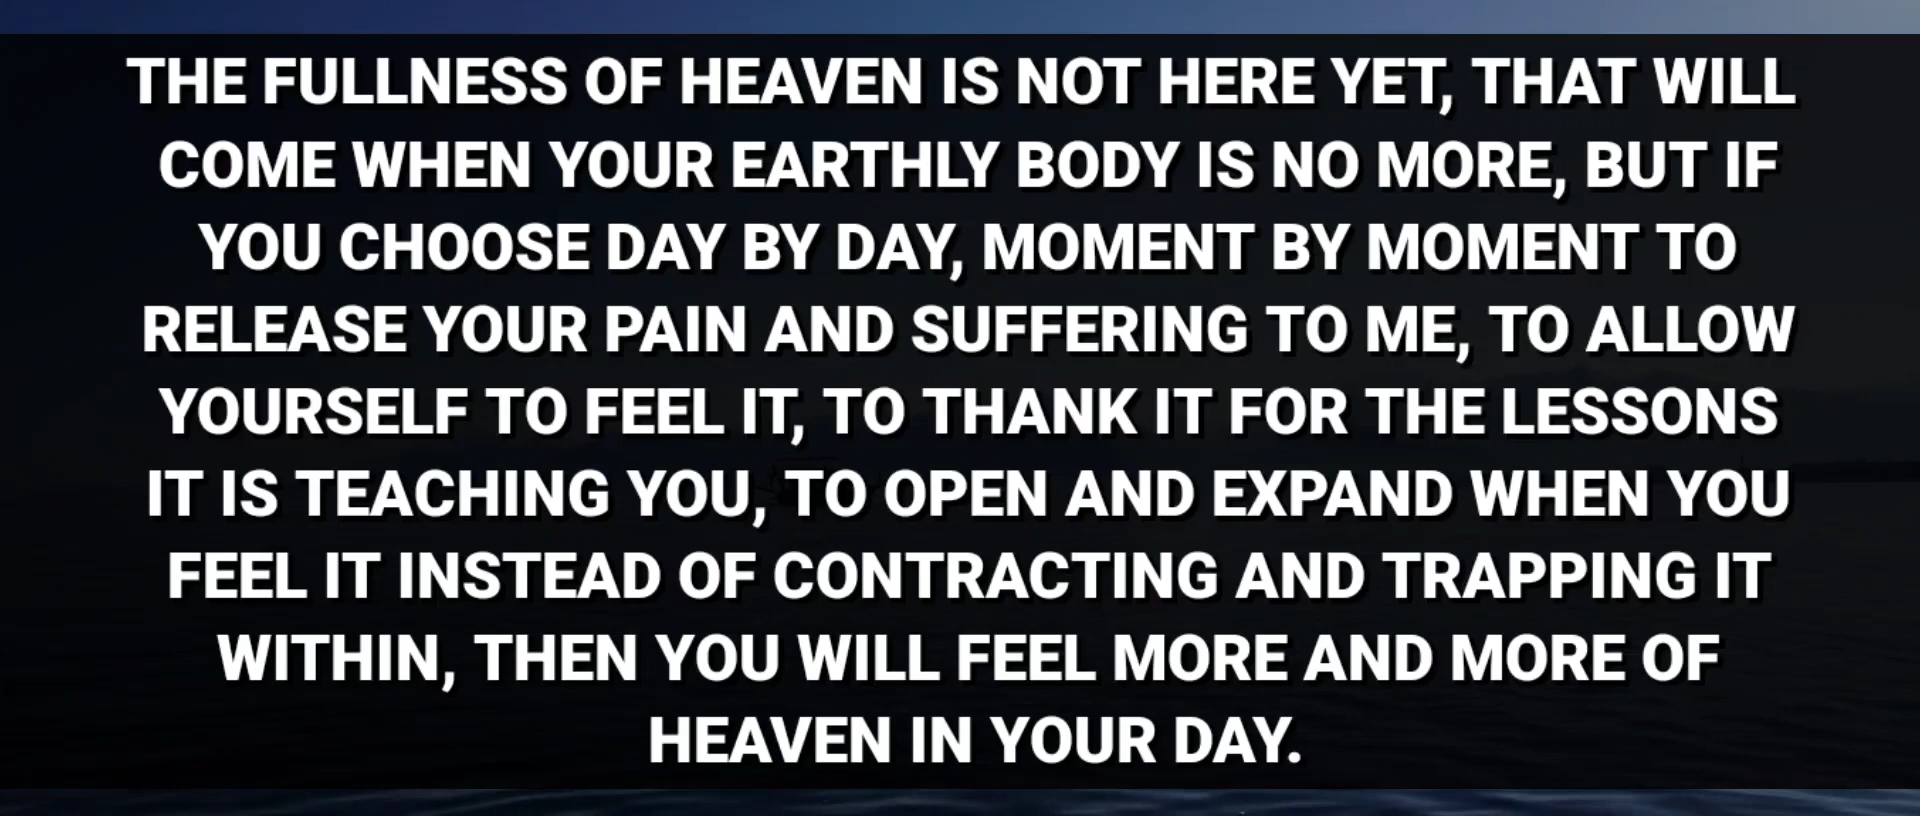 THE FULLNESS OF HEAVEN IS NOT HERE YET, THAT WILL
COME WHEN YOUR EARTHLY BODY IS NO MORE, BUT IF
YOU CHOOSE DAY BY DAY, MOMENT BY MOMENT TO
RELEASE YOUR PAIN AND SUFFERING TO ME, TO ALLOW
YOURSELF TO FEEL IT, TO THANK IT FOR THE LESSONS
IT IS TEACHING YOU, TO OPEN AND EXPAND WHEN YOU
FEEL IT INSTEAD OF CONTRACTING AND TRAPPING IT
WITHIN, THEN YOU WILL FEEL MORE AND MORE OF
HEAVEN IN YOUR DAY.